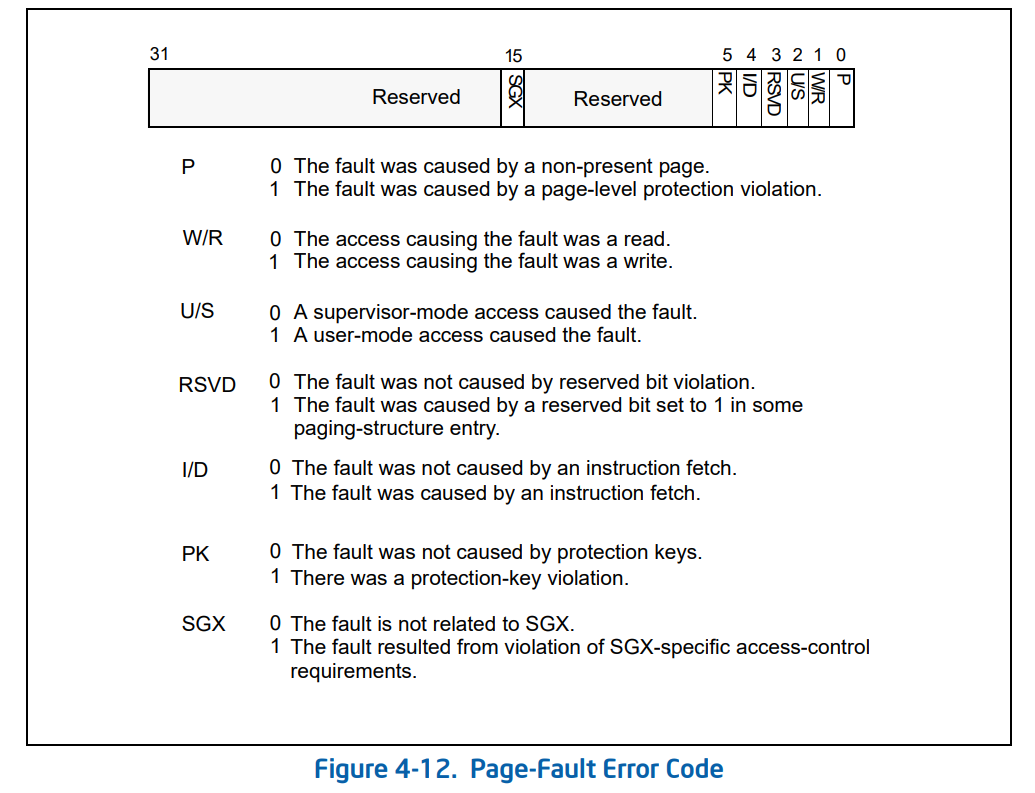 31 15 5 4 3 2 1 0
Reserved SGX Reserved PK I/D RSVD U/S W/R P
P 0 The fault was caused by a non-present page.
1 The fault was caused by a page-level protection violation.
W/R 0 The access causing the fault was a read.
1 The access causing the fault was a write.
U/S 0 A supervisor-mode access caused the fault.
1 A user-mode access caused the fault.
RSVD 0 The fault was not caused by reserved bit violation.
1 The fault was caused by a reserved bit set to 1 in some
paging-structure entry.
I/D 0 The fault was not caused by an instruction fetch.
1 The fault was caused by an instruction fetch.
PK 0 The fault was not caused by protection keys.
1 There was a protection-key violation.
SGX 0 The fault is not related to SGX.
1 The fault resulted from violation of SGX-specific access-control
requirements.
Figure 4-12. Page-Fault Error Code